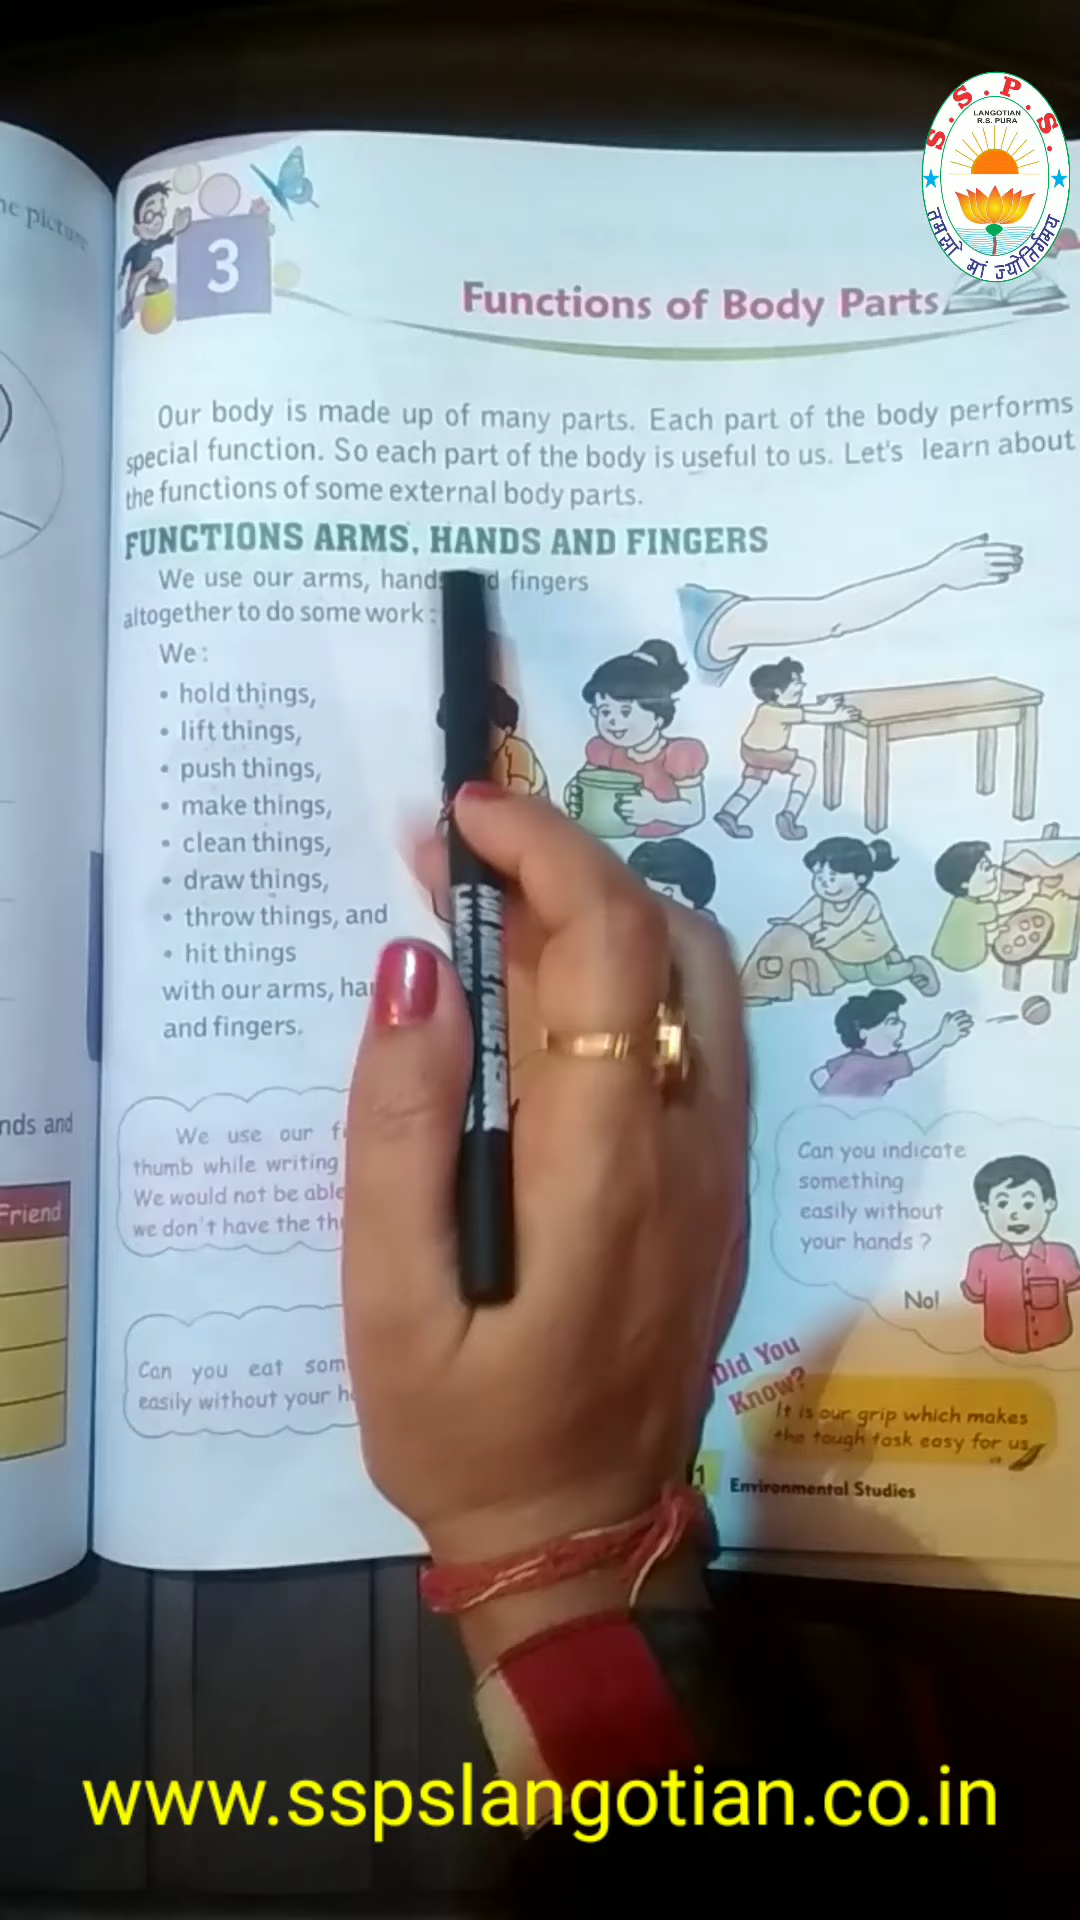 S.S.P.S.
LANGOTIAN
R.S. PURA
तमसो मां ज्योतिर्गमय
he picture
3
Functions of Body Parts
Our body is made up of many parts. Each part of the body performs
special function. So each part of the body is useful to us. Let's learn about
the functions of some external body parts.
FUNCTIONS ARMS, HANDS AND FINGERS
We use our arms, hands fingers
altogether to do some work :
We :
• hold things,
• lift things,
• push things,
• make things,
• clean things,
• draw things,
• throw things, and
• hit things
with our arms,
and fingers.
nds and
Friend
We use our
thumb while writing
We would not be able
we don't have the
Can you eat
easily without your
Can you indicate
something
easily without
your hands ?
No!
Did You
Know?
It is our grip which makes
the tough task easy for us
1 Environmental Studies
www.sspslangotian.co.in